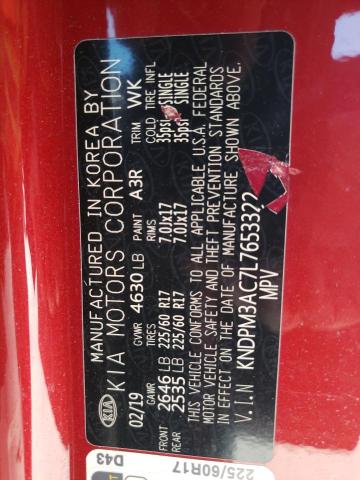 MANUFACTURED IN KOREA BY
KIA KIA MOTORS CORPORATION
02/19 GVWR 4630 LB PAINT A3R TRIM WK
GAWR TIRES RIMS COLD TIRE INFL
FRONT 2646 LB 225/60 R17 7.0JX17 35psi SINGLE
REAR 2535 LB 225/60 R17 7.0JX17 35psi SINGLE
THIS VEHICLE CONFORMS TO ALL APPLICABLE U.S.A. FEDERAL
MOTOR VEHICLE SAFETY AND THEFT PREVENTION STANDARDS
IN EFFECT ON THE DATE OF MANUFACTURE SHOWN ABOVE.
V.I.N KNDPM3AC7L7653322
MPV
D43
225/60R17